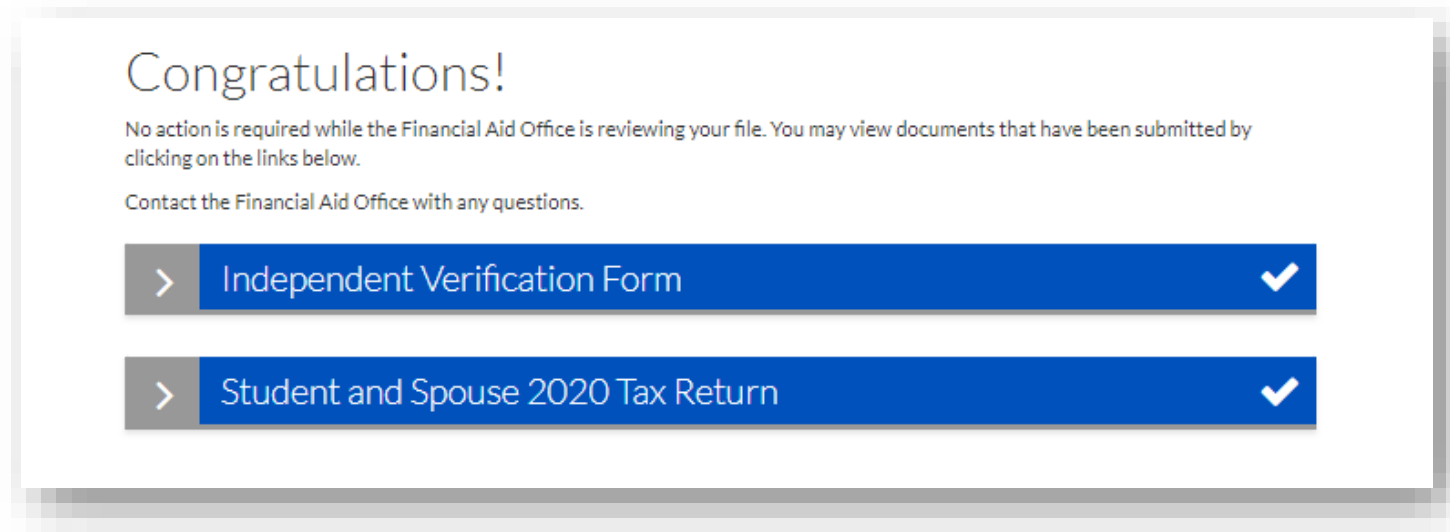 Congratulations!
No action is required while the Financial Aid Office is reviewing your file. You may view documents that have been submitted by
clicking on the links below.
Contact the Financial Aid Office with any questions.
Independent Verification Form
Student and Spouse 2020 Tax Return